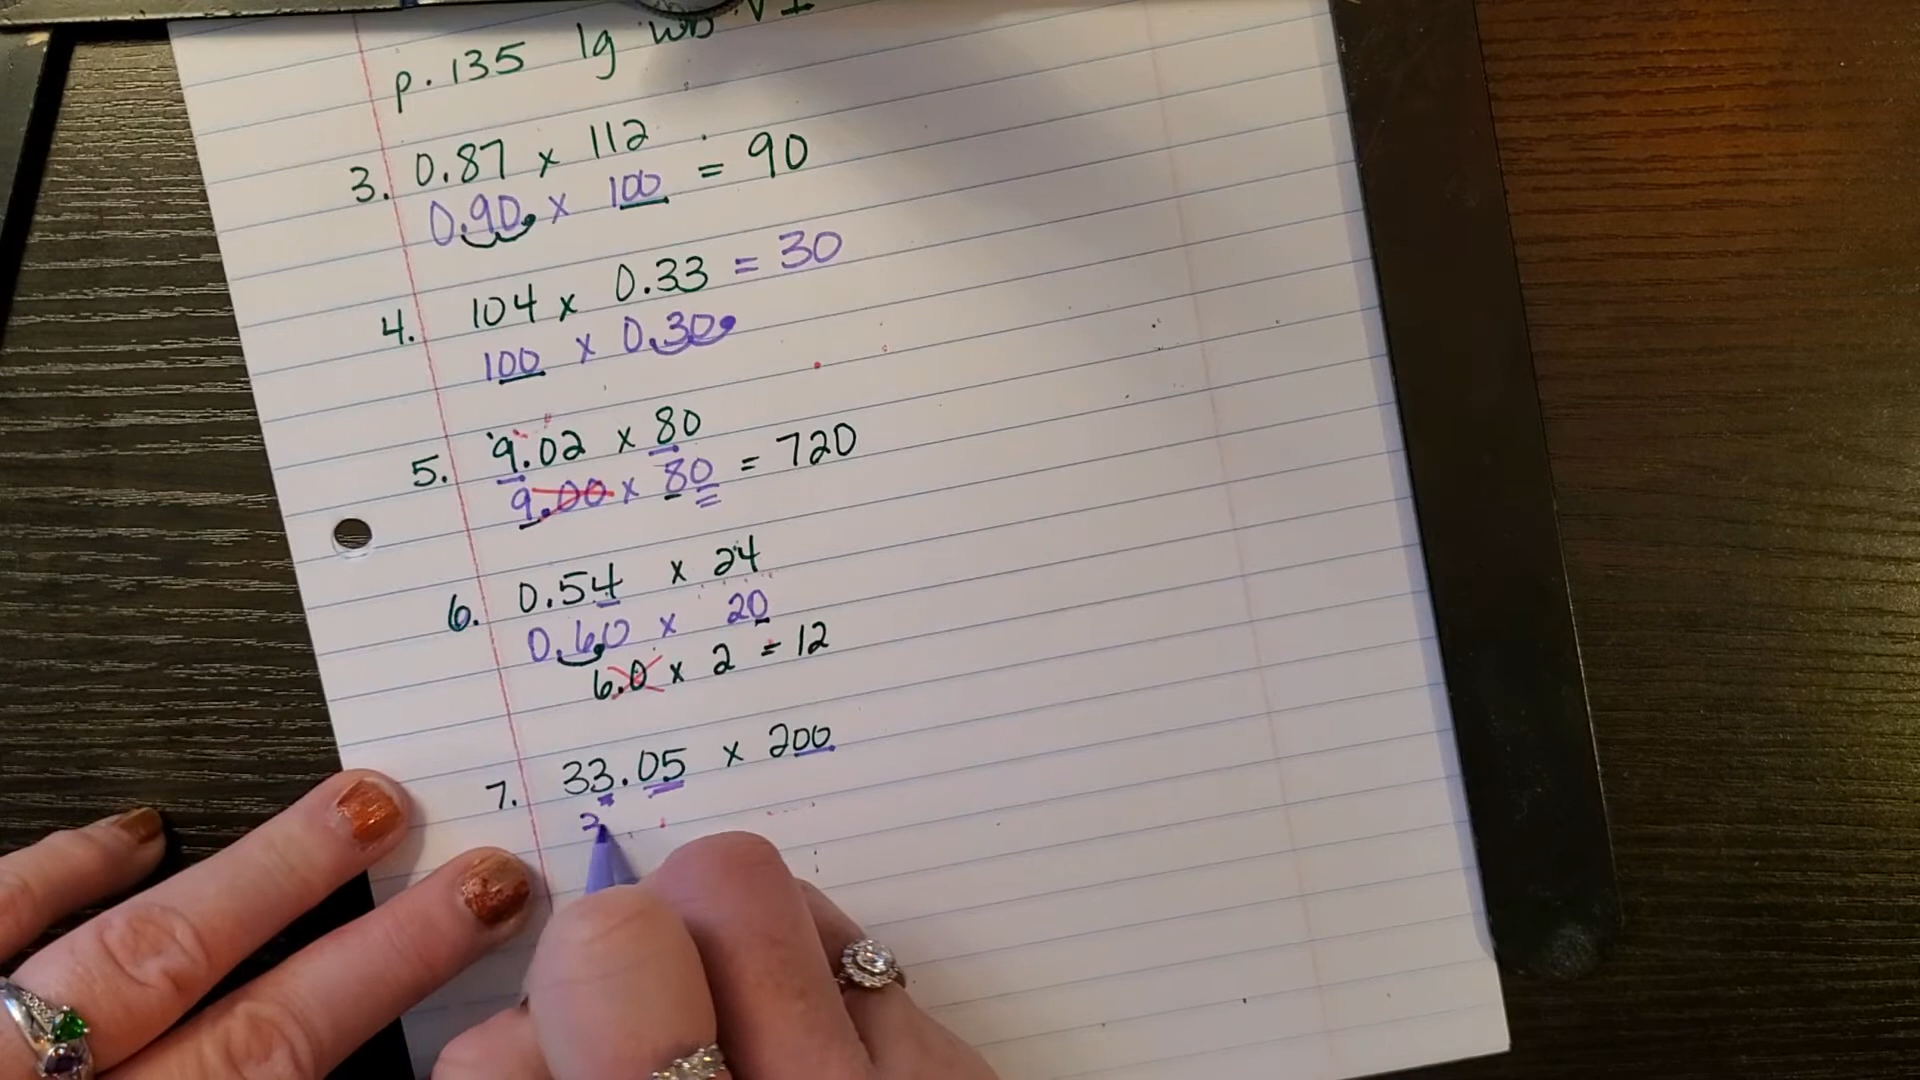 p. 135 lg wb
3. 0.87 x 112
0.90. x 100 = 90
4. 104 x 0.33 = 30
100 x 0.30.
5. 9.02 x 80
9.00 x 80 = 720
6. 0.54 x 24
0.60 x 20
6.0 x 2 = 12
7. 33.05 x 200